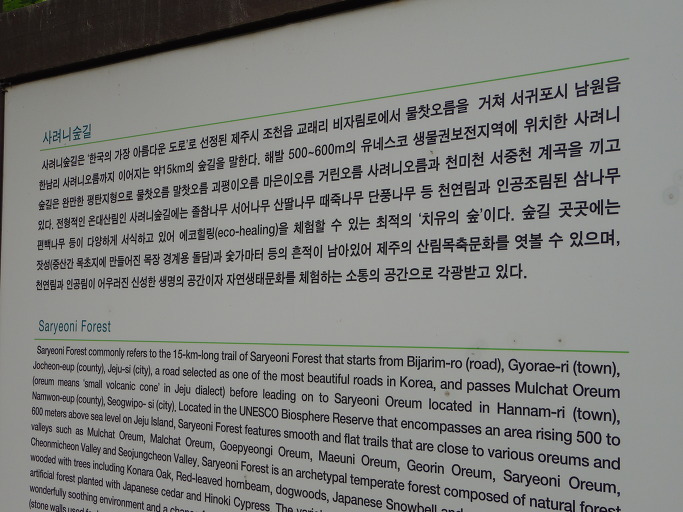 사려니숲길
사려니숲길은 '한국의 가장 아름다운 도로'로 선정된 제주시 조천읍 교래리 비자림로에서 물찻오름을 거쳐 서귀포시 남원읍
한남리 사려니오름까지 이어지는 약15km의 숲길을 말한다. 해발 500~600m의 유네스코 생물권보전지역에 위치한 사려니
숲길은 완만한 평탄지형으로 물찻오름 말찻오름 괴평이오름 마은이오름 거린오름 사려니오름과 천미천 서중천 계곡을 끼고
있다. 전형적인 온대산림인 사려니숲길에는 졸참나무 서어나무 산딸나무 때죽나무 단풍나무 등 천연림과 인공조림된 삼나무
편백나무 등이 다양하게 서식하고 있어 에코힐링(eco-healing)을 체험할 수 있는 최적의 '치유의 숲'이다. 숲길 곳곳에는
잣성(중산간 목초지에 만들어진 목장 경계용 돌담)과 숯가마터 등의 흔적이 남아있어 제주의 산림목축문화를 엿볼 수 있으며,
천연림과 인공림이 어우러진 신성한 생명의 공간이자 자연생태문화를 체험하는 소통의 공간으로 각광받고 있다.
Saryeoni Forest
Saryeoni Forest commonly refers to the 15-km-long trail of Saryeoni Forest that starts from Bijarim-ro (road), Gyorae-ri (town),
Jocheon-eup (county), Jeju-si (city), a road selected as one of the most beautiful roads in Korea, and passes Mulchat Oreum
(oreum means 'small volcanic cone' in Jeju dialect) before leading on to Saryeoni Oreum located in Hannam-ri (town),
Namwon-eup (county), Seogwipo- si (city), Located in the UNESCO Biosphere Reserve that encompasses an area rising 500 to
600 meters above sea level on Jeju Island, Saryeoni Forest features smooth and flat trails that are close to various oreums and
valleys such as Mulchat Oreum, Malchat Oreum, Goepyeongi Oreum, Maeuni Oreum, Georin Oreum, Saryeoni Oreum,
Cheonmicheon Valley and Seojungcheon Valley, Saryeoni Forest is an archetypal temperate forest composed of natural forest
wooded with trees including Konara Oak, Red-leaved hornbeam, dogwoods, Japanese Snowbell
artificial forest planted with Japanese cedar and Hinoki Cypress. The
wonderfully soothing environment and a
(stone walls used